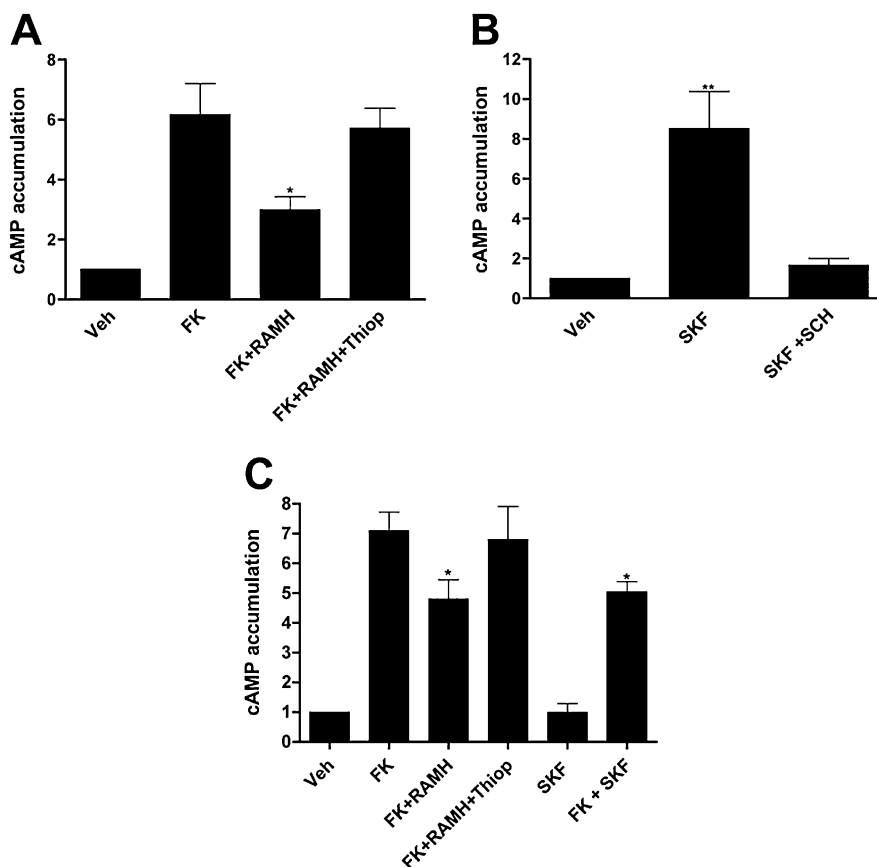 A
cAMP accumulation
8
6
4
2
0
*
Veh
FK
FK+RAMH
FK+RAMH+Thiop
B
cAMP accumulation
12
10
8
6
4
2
0
**
Veh
SKF
SKF +SCH
C
cAMP accumulation
8
7
6
5
4
3
2
1
0
*
*
Veh
FK
FK+RAMH
FK+RAMH+Thiop
SKF
FK + SKF